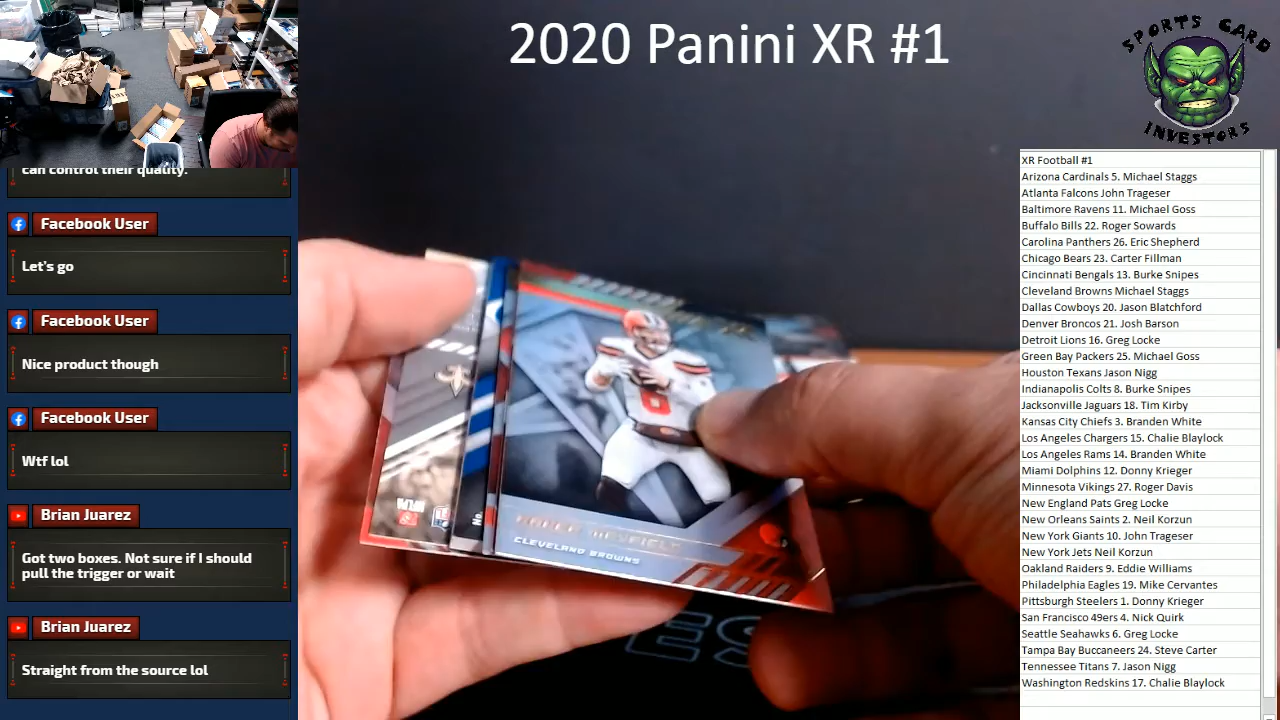 2020 Panini XR #1
SPORTS CARD
INVESTORS
can control their quality.
Facebook User
Let's go
Facebook User
Nice product though
Facebook User
Wtf lol
Brian Juarez
Got two boxes. Not sure if I should
pull the trigger or wait
Brian Juarez
Straight from the source lol
CLEVELAND BROWNS
XR Football #1
Arizona Cardinals 5. Michael Staggs
Atlanta Falcons John Trageser
Baltimore Ravens 11. Michael Goss
Buffalo Bills 22. Roger Sowards
Carolina Panthers 26. Eric Shepherd
Chicago Bears 23. Carter Fillman
Cincinnati Bengals 13. Burke Snipes
Cleveland Browns Michael Staggs
Dallas Cowboys 20. Jason Blatchford
Denver Broncos 21. Josh Barson
Detroit Lions 16. Greg Locke
Green Bay Packers 25. Michael Goss
Houston Texans Jason Nigg
Indianapolis Colts 8. Burke Snipes
Jacksonville Jaguars 18. Tim Kirby
Kansas City Chiefs 3. Branden White
Los Angeles Chargers 15. Chalie Blaylock
Los Angeles Rams 14. Branden White
Miami Dolphins 12. Donny Krieger
Minnesota Vikings 27. Roger Davis
New England Pats Greg Locke
New Orleans Saints 2. Neil Korzun
New York Giants 10. John Trageser
New York Jets Neil Korzun
Oakland Raiders 9. Eddie Williams
Philadelphia Eagles 19. Mike Cervantes
Pittsburgh Steelers 1. Donny Krieger
San Francisco 49ers 4. Nick Quirk
Seattle Seahawks 6. Greg Locke
Tampa Bay Buccaneers 24. Steve Carter
Tennessee Titans 7. Jason Nigg
Washington Redskins 17. Chalie Blaylock